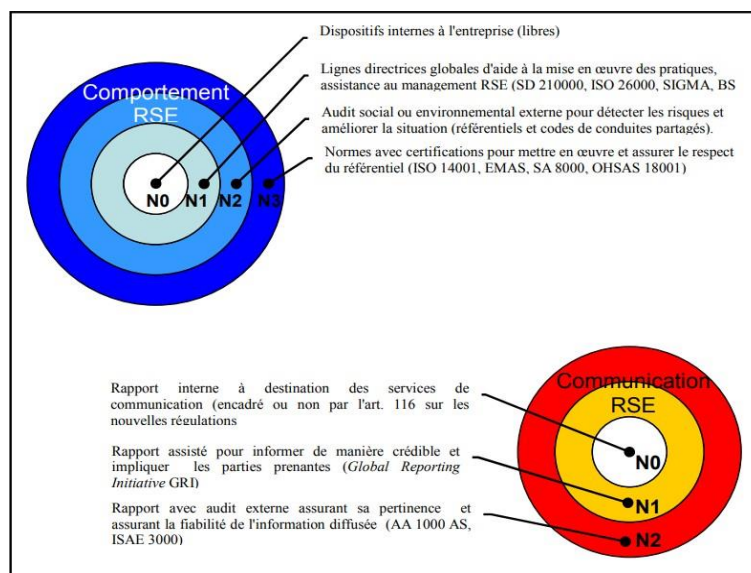 Dispositifs internes à l'entreprise (libres)
Lignes directrices globales d'aide à la mise en œuvre des pratiques,
assistance au management RSE (SD 210000, ISO 26000, SIGMA, BS
Audit social ou environnemental externe pour détecter les risques et
améliorer la situation (référentiels et codes de conduites partagés).
Normes avec certifications pour mettre en œuvre et assurer le respect
du référentiel (ISO 14001, EMAS, SA 8000, OHSAS 18001)
Comportement
RSE
N0
N1
N2
N3
Rapport interne à destination des services de
communication (encadré ou non par l'art. 116 sur les
nouvelles régulations
Rapport assisté pour informer de manière crédible et
impliquer les parties prenantes (Global Reporting
Initiative GRI)
Rapport avec audit externe assurant sa pertinence et
assurant la fiabilité de l'information diffusée (AA 1000 AS,
ISAE 3000)
Communication
RSE
N0
N1
N2